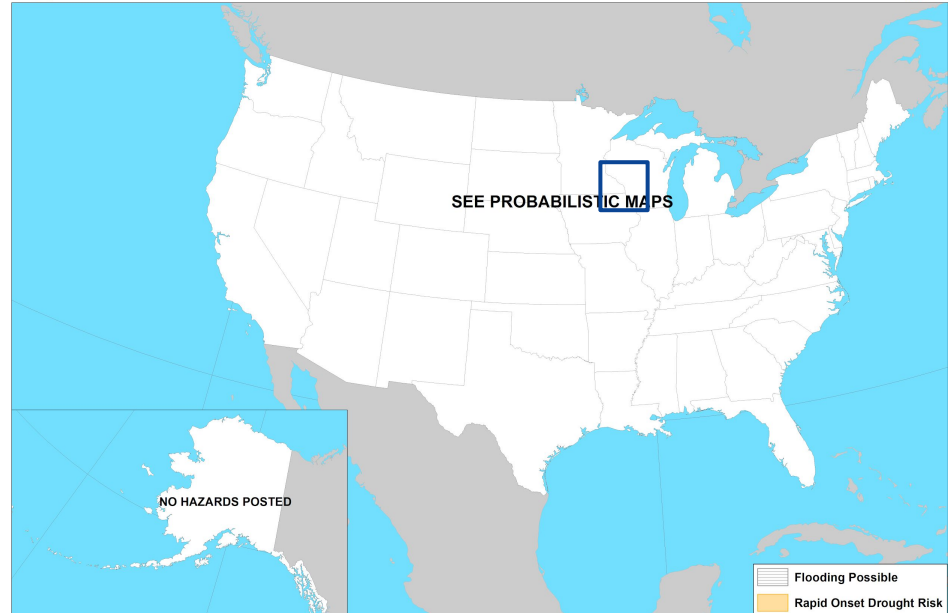 SEE PROBABILISTIC MAPS
NO HAZARDS POSTED
Flooding Possible
Rapid Onset Drought Risk